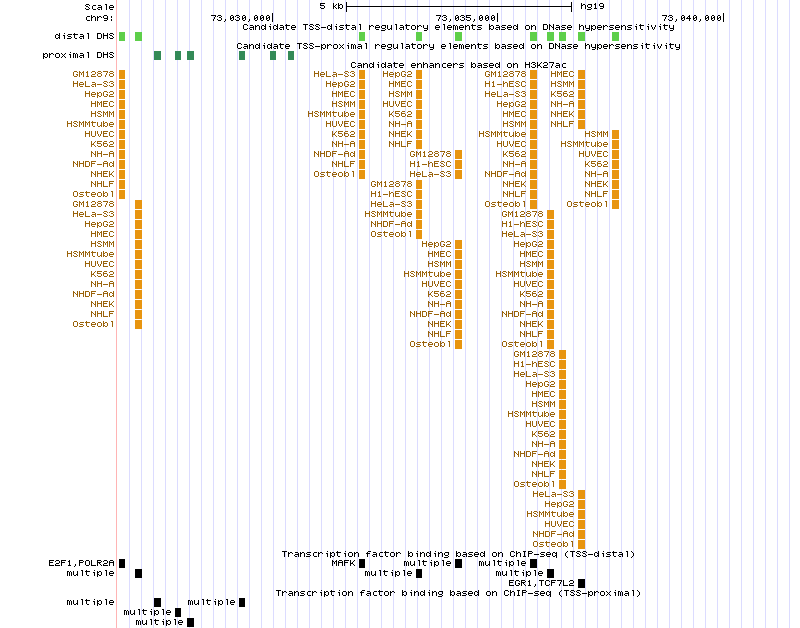 Scale 5 kb hg19
chr9: 73,030,000 73,035,000 73,040,000
Candidate TSS-distal regulatory elements based on DNase hypersensitivity
distal DHS
Candidate TSS-proximal regulatory elements based on DNase hypersensitivity
proximal DHS
Candidate enhancers based on H3K27ac
GM12878 HeLa-S3 HepG2 GM12878 HMEC
HeLa-S3 HepG2 HMEC H1-hESC HSMM
HepG2 HMEC HSMM HeLa-S3 K562
HMEC HSMM HUVEC HepG2 NH-A
HSMM HSMMtube K562 HMEC NHEK
HSMMtube HUVEC NH-A HSMM NHLF
HUVEC K562 NHEK HSMMtube HSMM
K562 NH-A NHLF HUVEC HSMMtube
NH-A NHDF-Ad GM12878 K562 HUVEC
NHDF-Ad NHLF H1-hESC NH-A K562
NHEK Osteobl HeLa-S3 NHDF-Ad NH-A
NHLF GM12878 NHEK NHEK
Osteobl H1-hESC NHLF NHLF
GM12878 HeLa-S3 Osteobl Osteobl
HeLa-S3 HSMMtube GM12878
HepG2 NHDF-Ad H1-hESC
HMEC Osteobl HeLa-S3
HSMM HepG2 HepG2
HSMMtube HMEC HMEC
HUVEC HSMM HSMM
K562 HSMMtube HSMMtube
NH-A HUVEC HUVEC
NHDF-Ad K562 K562
NHEK NH-A NH-A
NHLF NHDF-Ad NHDF-Ad
Osteobl NHEK NHEK
NHLF NHLF
Osteobl Osteobl
GM12878
H1-hESC
HeLa-S3
HepG2
HMEC
HSMM
HSMMtube
HUVEC
K562
NH-A
NHDF-Ad
NHEK
NHLF
Osteobl
HeLa-S3
HepG2
HSMMtube
HUVEC
NHDF-Ad
Osteobl
Transcription factor binding based on ChIP-seq (TSS-distal)
E2F1,POLR2A MAFK multiple multiple
multiple multiple multiple
EGR1,TCF7L2
Transcription factor binding based on ChIP-seq (TSS-proximal)
multiple multiple
multiple
multiple